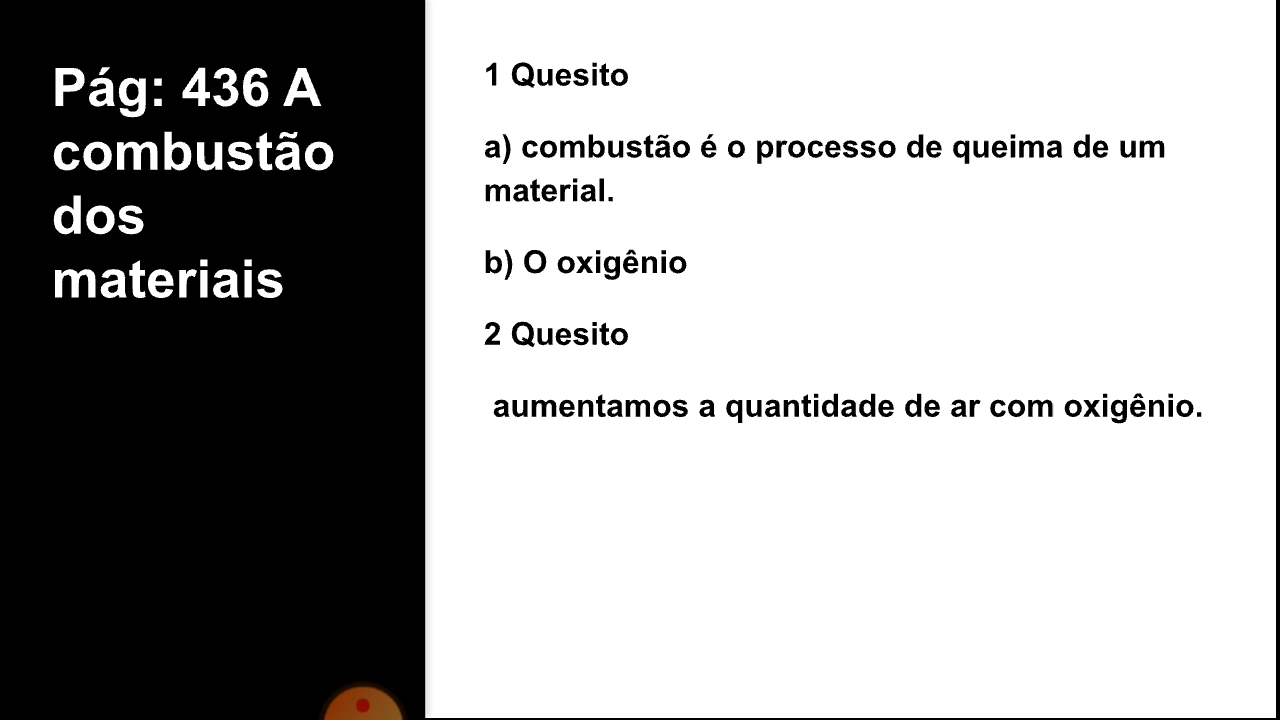 Pág: 436 A
combustão
dos
materiais
1 Quesito
a) combustão é o processo de queima de um
material.
b) O oxigênio
2 Quesito
aumentamos a quantidade de ar com oxigênio.